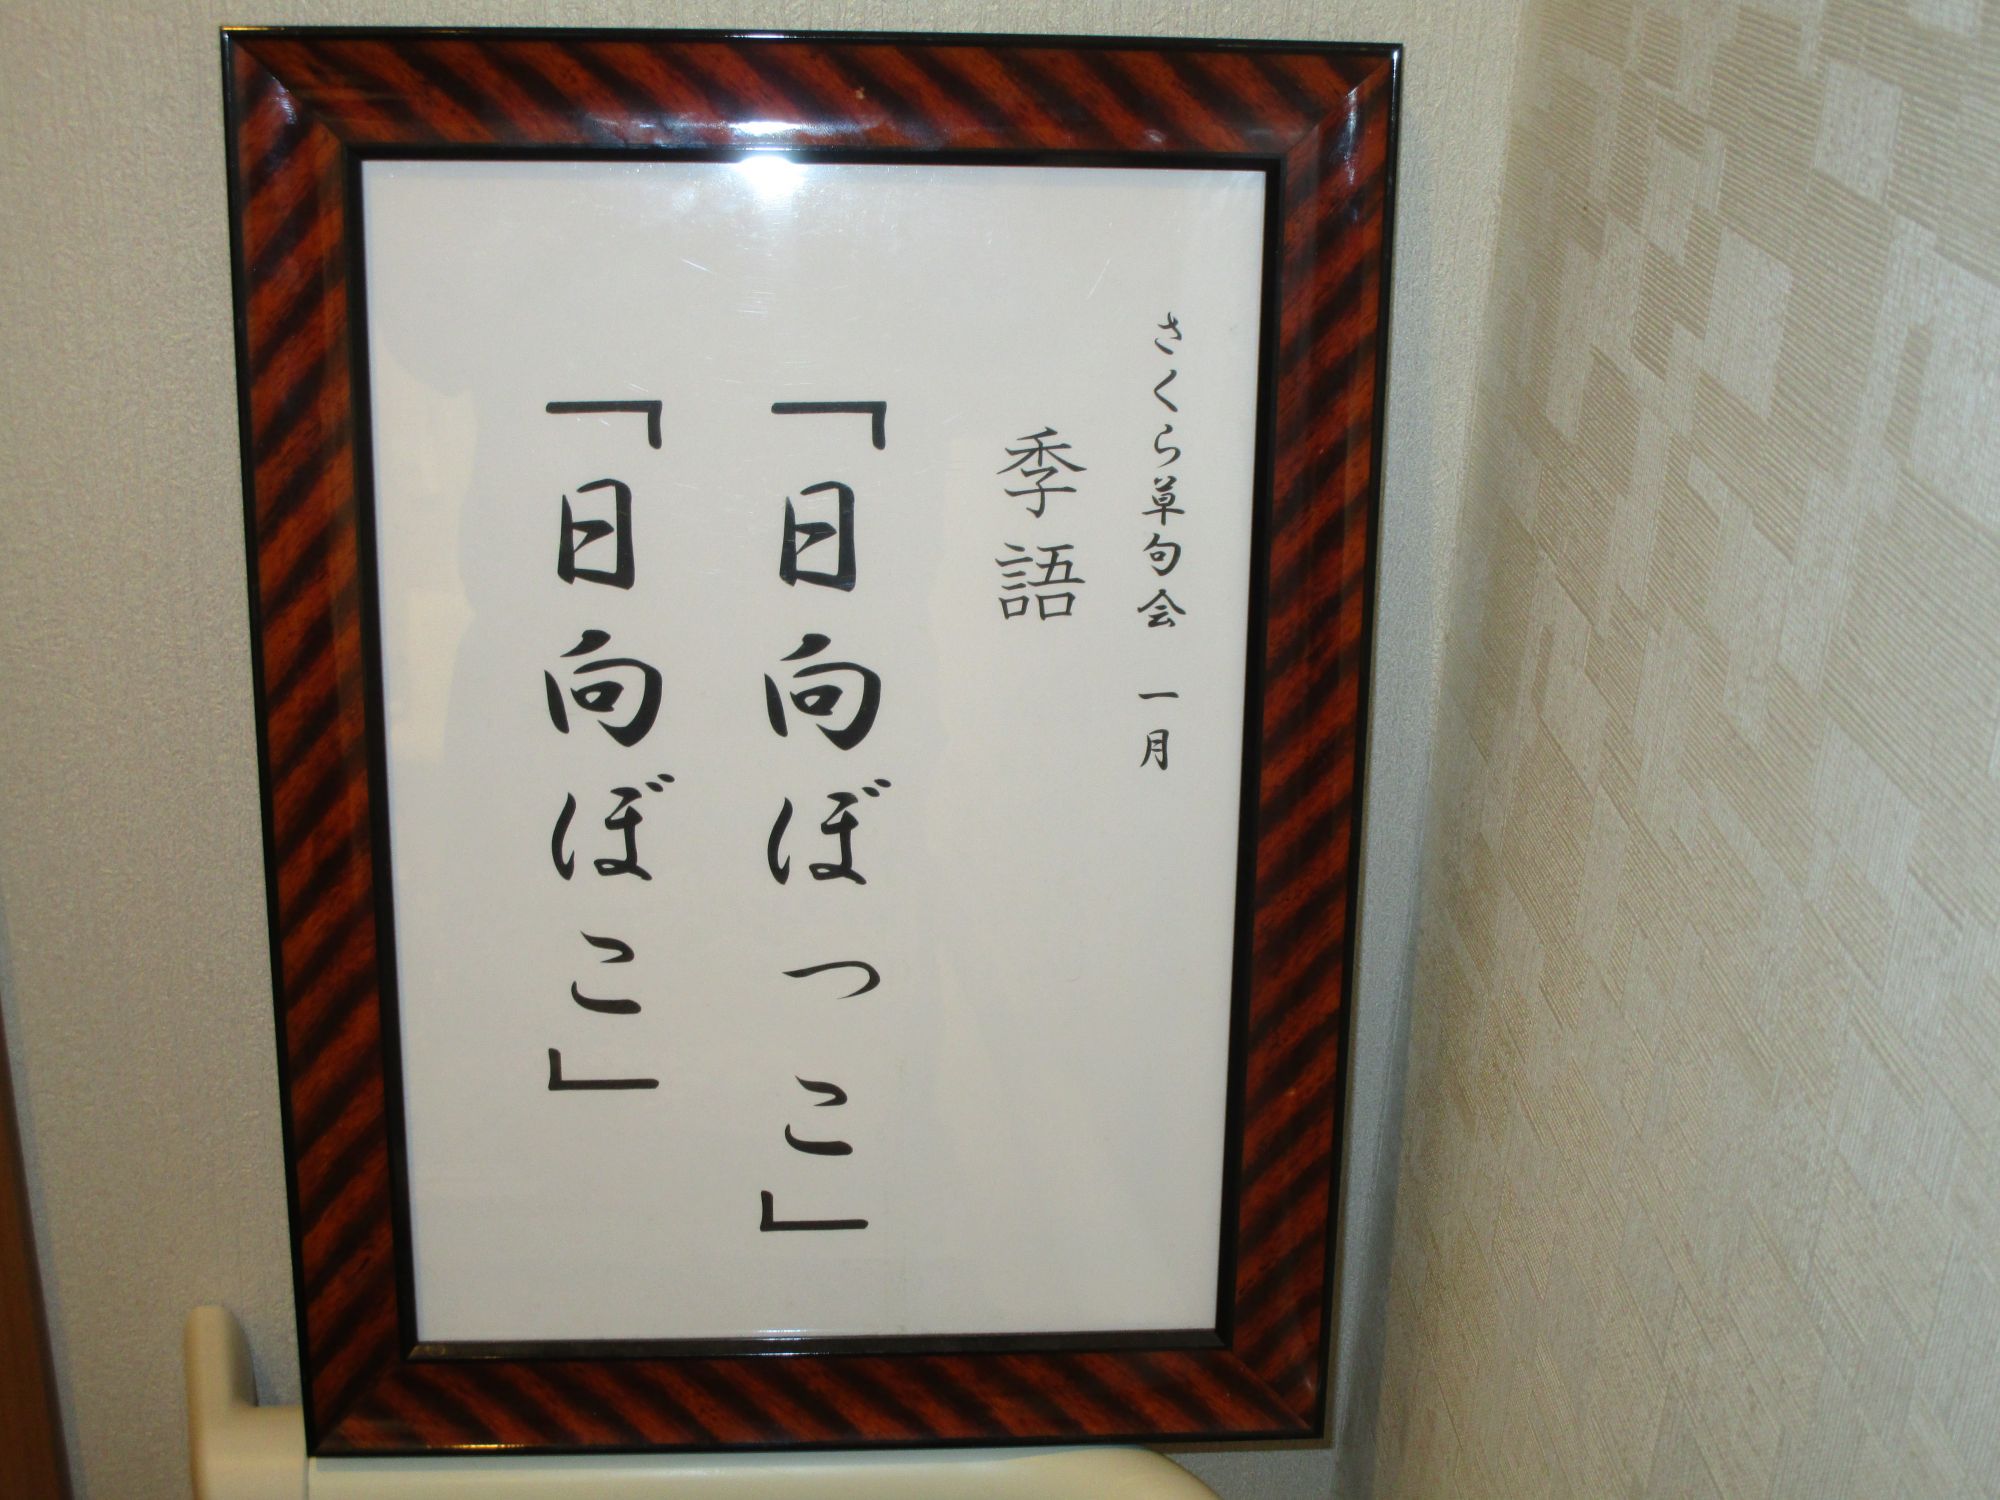 さくら草句会 一月
季語
「日向ぼっこ」
「日向ぼこ」